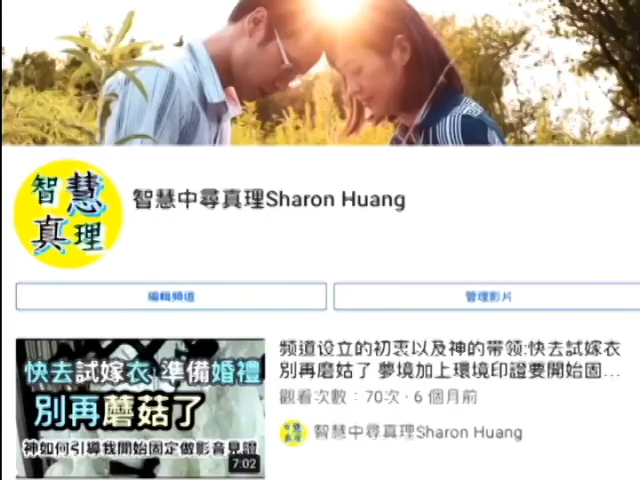 智慧
真理
智慧中尋真理Sharon Huang
編輯頻道
管理影片
快去試嫁衣 準備婚禮
別再蘑菇了
神如何引導我開始固定做影音見證
7:02
頻道设立的初衷以及神的带领:快去試嫁衣
別再磨菇了 夢境加上環境印證要開始固...
觀看次數：70次 · 6 個月前
智慧中尋真理Sharon Huang